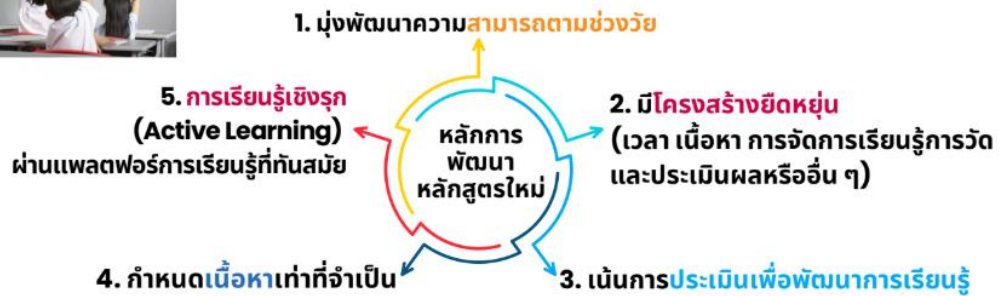 1. มุ่งพัฒนาความสามารถตามช่วงวัย
2. มีโครงสร้างยืดหยุ่น
(เวลา เนื้อหา การจัดการเรียนรู้การวัด
และประเมินผลหรืออื่น ๆ)
3. เน้นการประเมินเพื่อพัฒนาการเรียนรู้
4. กำหนดเนื้อหาเท่าที่จำเป็น
5. การเรียนรู้เชิงรุก
(Active Learning)
ผ่านแพลตฟอร์การเรียนรู้ที่ทันสมัย
หลักการ
พัฒนา
หลักสูตรใหม่